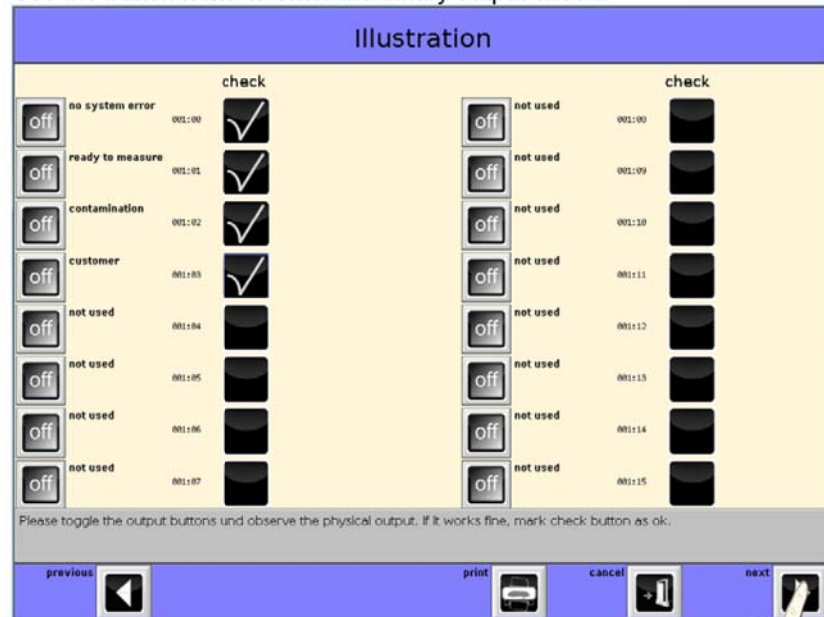 Illustration
check check
off no system error 001:00 off not used 001:00
off ready to measure 001:01 off not used 001:09
off contamination 001:02 off not used 001:10
off customer 001:03 off not used 001:11
off not used 001:04 off not used 001:12
off not used 001:05 off not used 001:13
off not used 001:06 off not used 001:14
off not used 001:07 off not used 001:15
Please toggle the output buttons und observe the physical output. If it works fine, mark check button as ok.
previous print cancel next